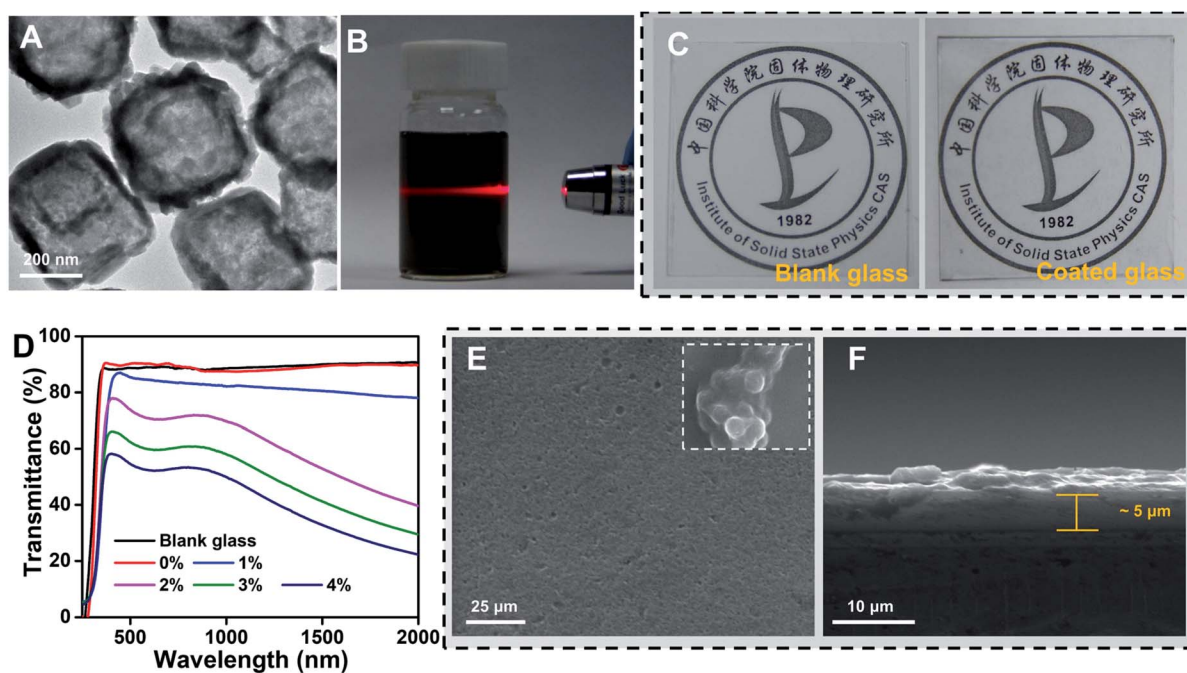 A
200 nm
B
C
中国科学院固体物理研究所
1982
Institute of Solid State Physics CAS
Blank glass
中国科学院固体物理研究所
1982
Institute of Solid State Physics CAS
Coated glass
D
Transmittance (%)
100
80
60
40
20
0
Blank glass
0% 1%
2% 3% 4%
500 1000 1500 2000
Wavelength (nm)
E
25 μm
F
~ 5 μm
10 μm